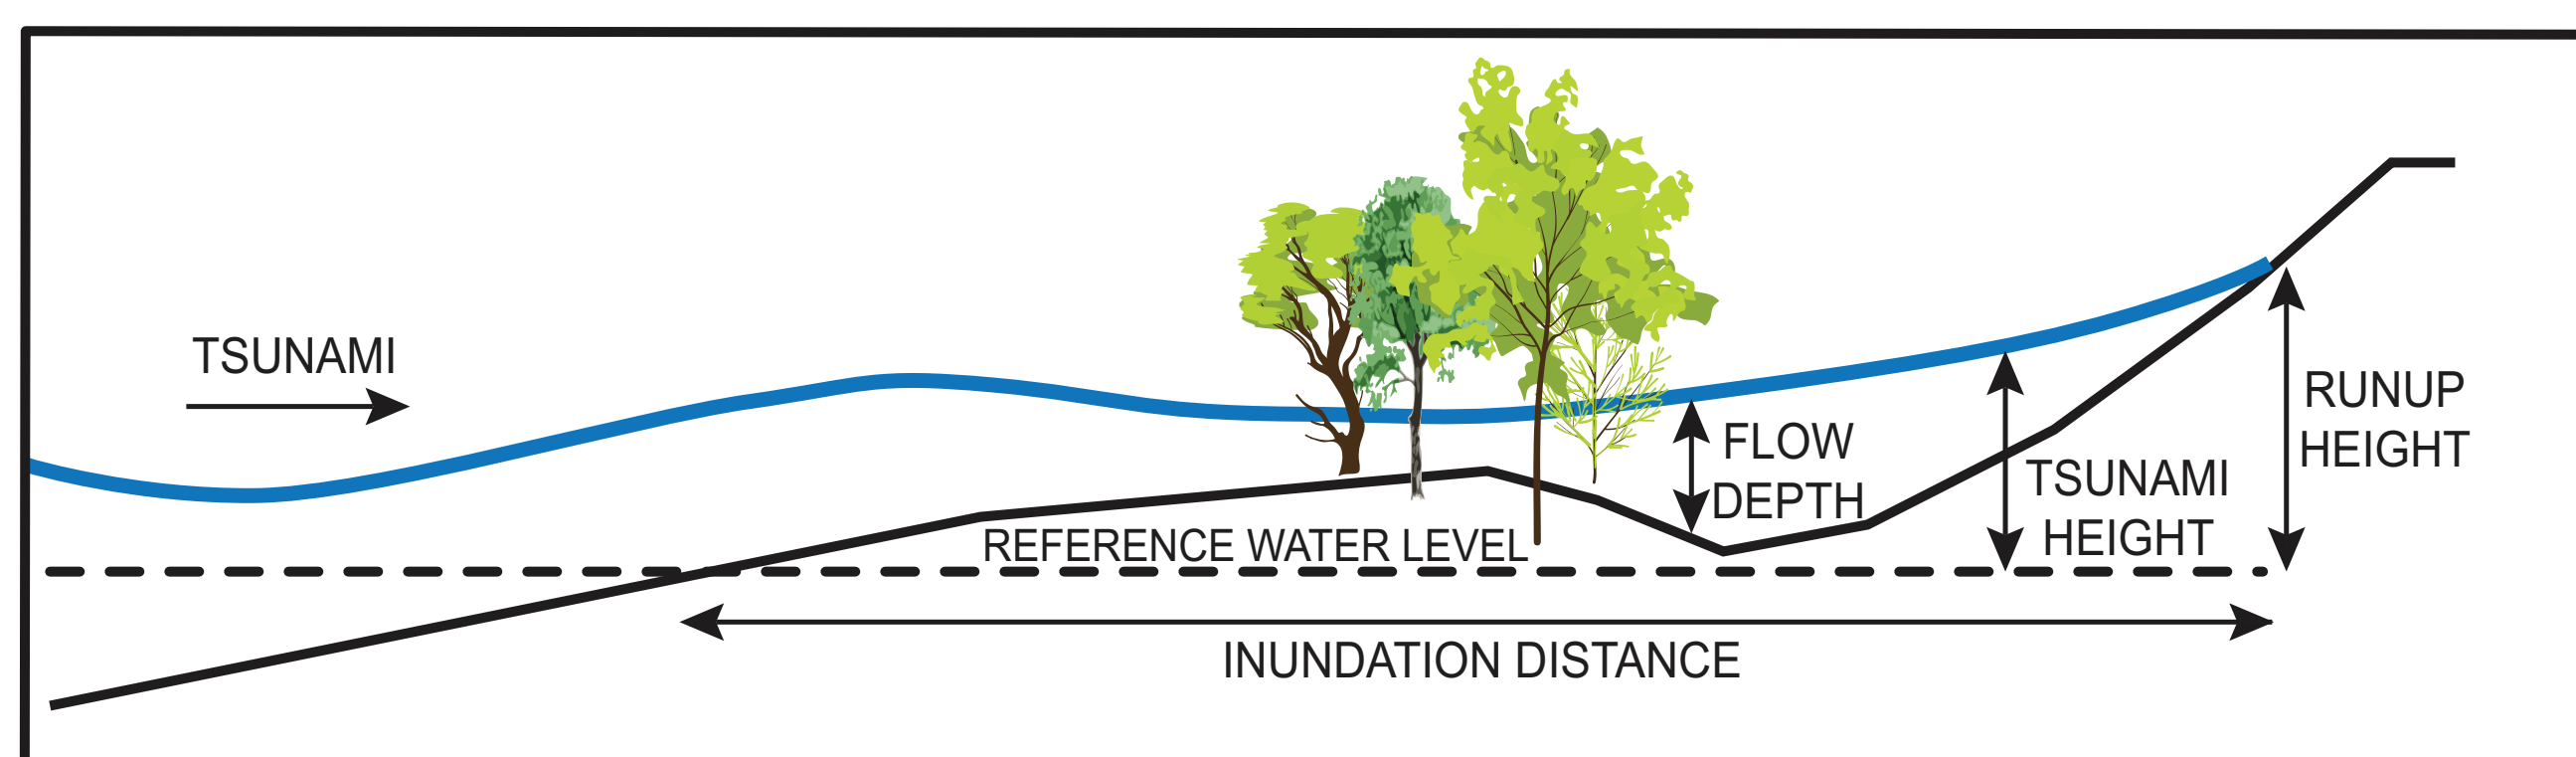 TSUNAMI
FLOW
DEPTH
TSUNAMI
HEIGHT
RUNUP
HEIGHT
REFERENCE WATER LEVEL
INUNDATION DISTANCE